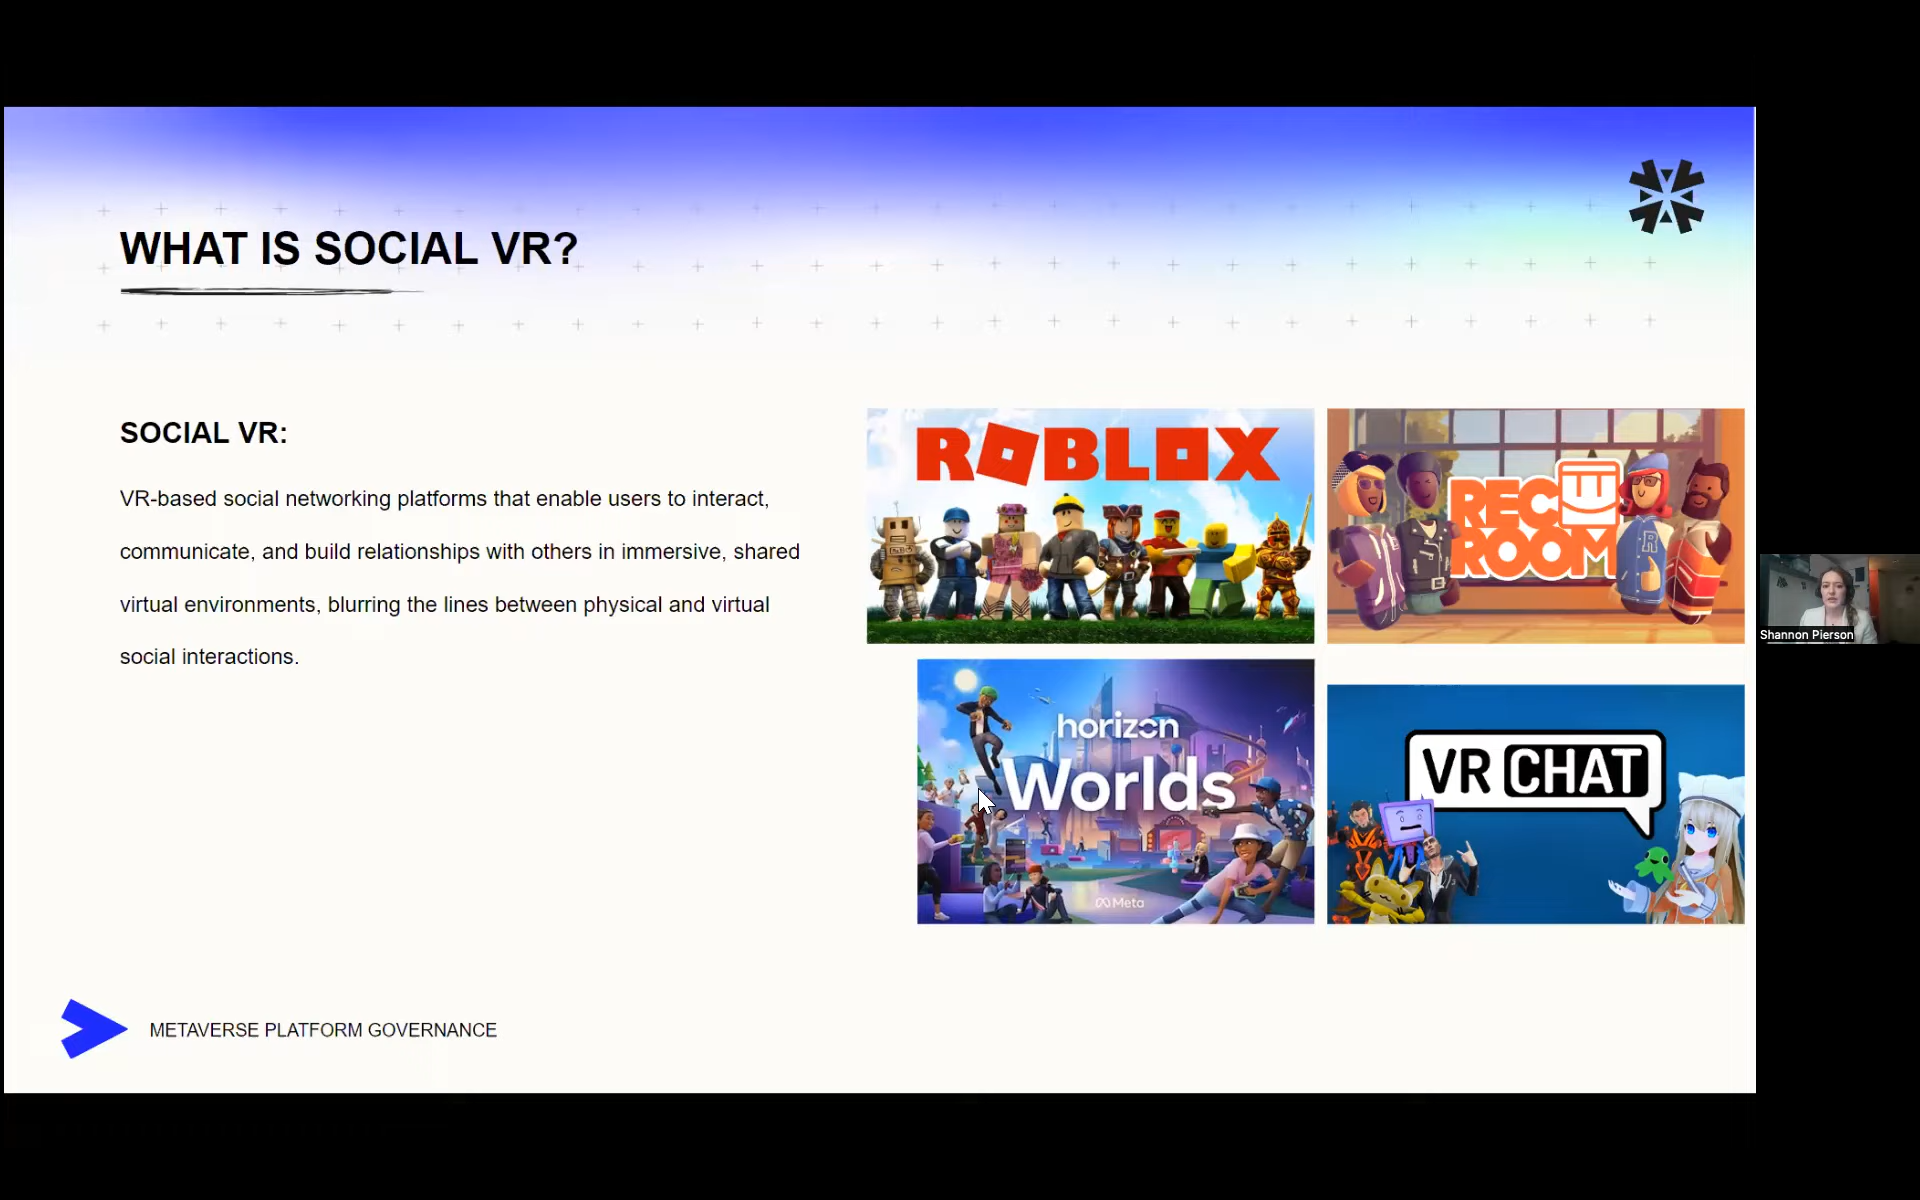 WHAT IS SOCIAL VR?
SOCIAL VR:
VR-based social networking platforms that enable users to interact,
communicate, and build relationships with others in immersive, shared
virtual environments, blurring the lines between physical and virtual
social interactions.
ROBLOX
REC
ROOM
horizon
Worlds
Meta
VR CHAT
R
Shannon Pierson
METAVERSE PLATFORM GOVERNANCE